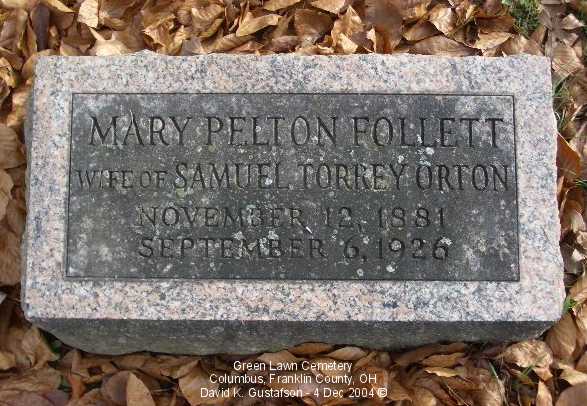 MARY PELTON FOLLETT
WIFE OF SAMUEL TORREY ORTON
NOVEMBER 12, 1881
SEPTEMBER 6, 1926
Green Lawn Cemetery
Columbus, Franklin County, OH
David K. Gustafson - 4 Dec 2004 ©